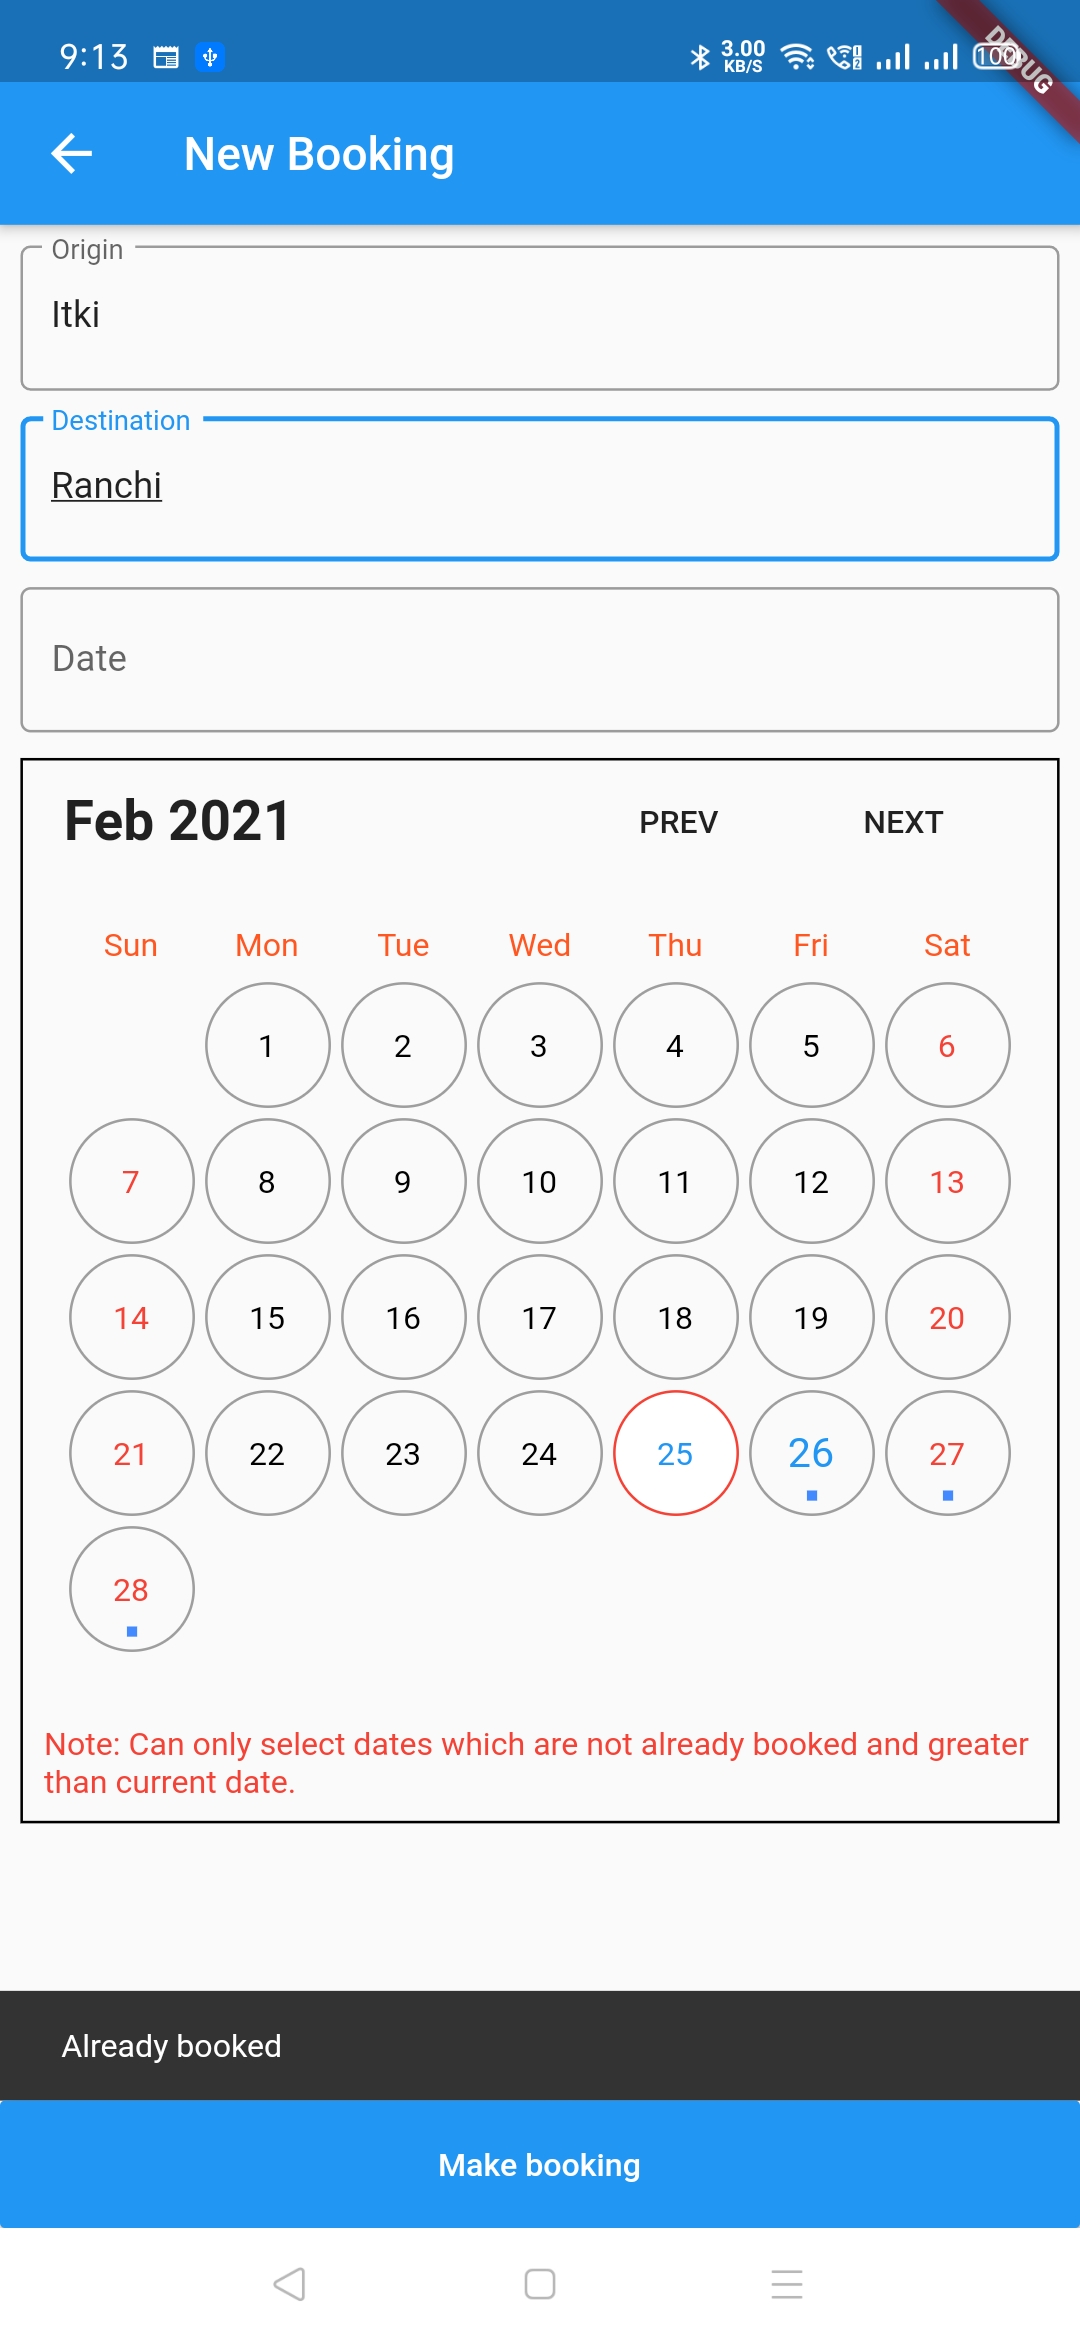 9:13 3.00 KB/S 100
DEBUG
New Booking
Origin
Itki
Destination
Ranchi
Date
Feb 2021 PREV NEXT
Sun Mon Tue Wed Thu Fri Sat
1 2 3 4 5 6
7 8 9 10 11 12 13
14 15 16 17 18 19 20
21 22 23 24 25 26 27
28
Note: Can only select dates which are not already booked and greater
than current date.
Already booked
Make booking